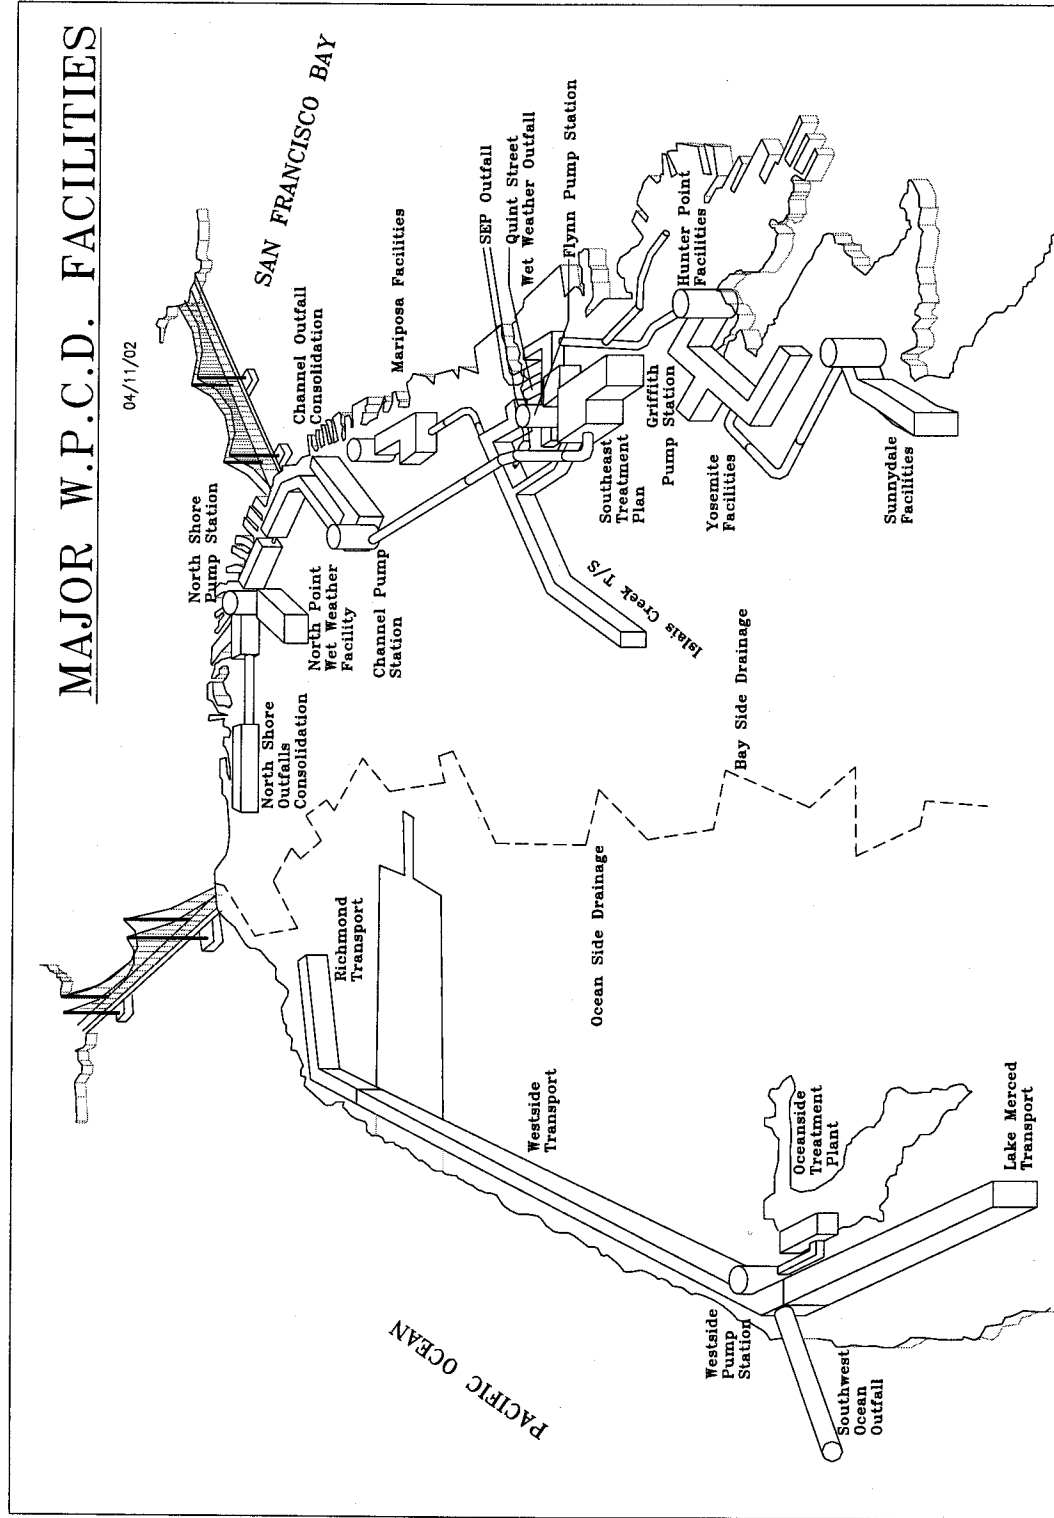 MAJOR W.P.C.D. FACILITIES
04/11/02
SAN FRANCISCO BAY
PACIFIC OCEAN
North Shore
Pump Station
Channel Outfall
Consolidation
Mariposa Facilities
SEP Outfall
Quint Street
Wet Weather Outfall
Flynn Pump Station
North Shore
Outfalls
Consolidation
North Point
Wet Weather
Facility
Channel Pump
Station
Islais Creek T/S
Southeast
Treatment
Plan
Griffith
Pump Station
Hunter Point
Facilities
Yosemite
Facilities
Sunnydale
Facilities
Bay Side Drainage
Ocean Side Drainage
Richmond
Transport
Westside
Transport
Westside
Pump
Station
Southwest
Ocean
Outfall
Oceanside
Treatment
Plant
Lake Merced
Transport